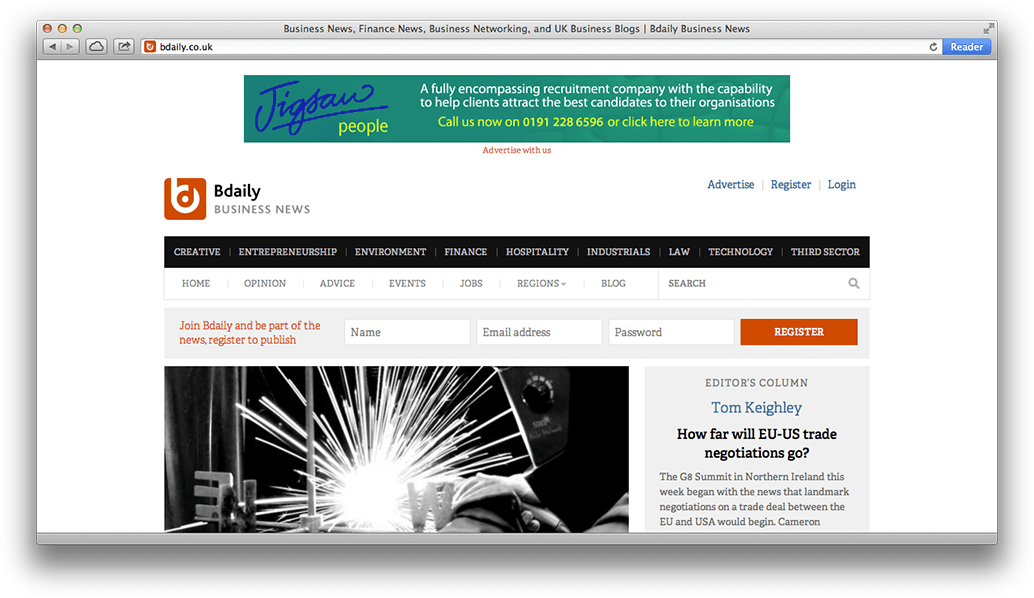 Business News, Finance News, Business Networking, and UK Business Blogs | Bdaily Business News
bdaily.co.uk
Reader
Jigsaw
people
A fully encompassing recruitment company with the capability
to help clients attract the best candidates to their organisations
Call us now on 0191 228 6596 or click here to learn more
Advertise with us
Bdaily
BUSINESS NEWS
Advertise | Register | Login
CREATIVE | ENTREPRENEURSHIP | ENVIRONMENT | FINANCE | HOSPITALITY | INDUSTRIALS | LAW | TECHNOLOGY | THIRD SECTOR
HOME | OPINION | ADVICE | EVENTS | JOBS | REGIONS | BLOG | SEARCH
Join Bdaily and be part of the
news, register to publish
Name
Email address
Password
REGISTER
EDITOR'S COLUMN
Tom Keighley
How far will EU-US trade
negotiations go?
The G8 Summit in Northern Ireland this
week began with the news that landmark
negotiations on a trade deal between the
EU and USA would begin. Cameron